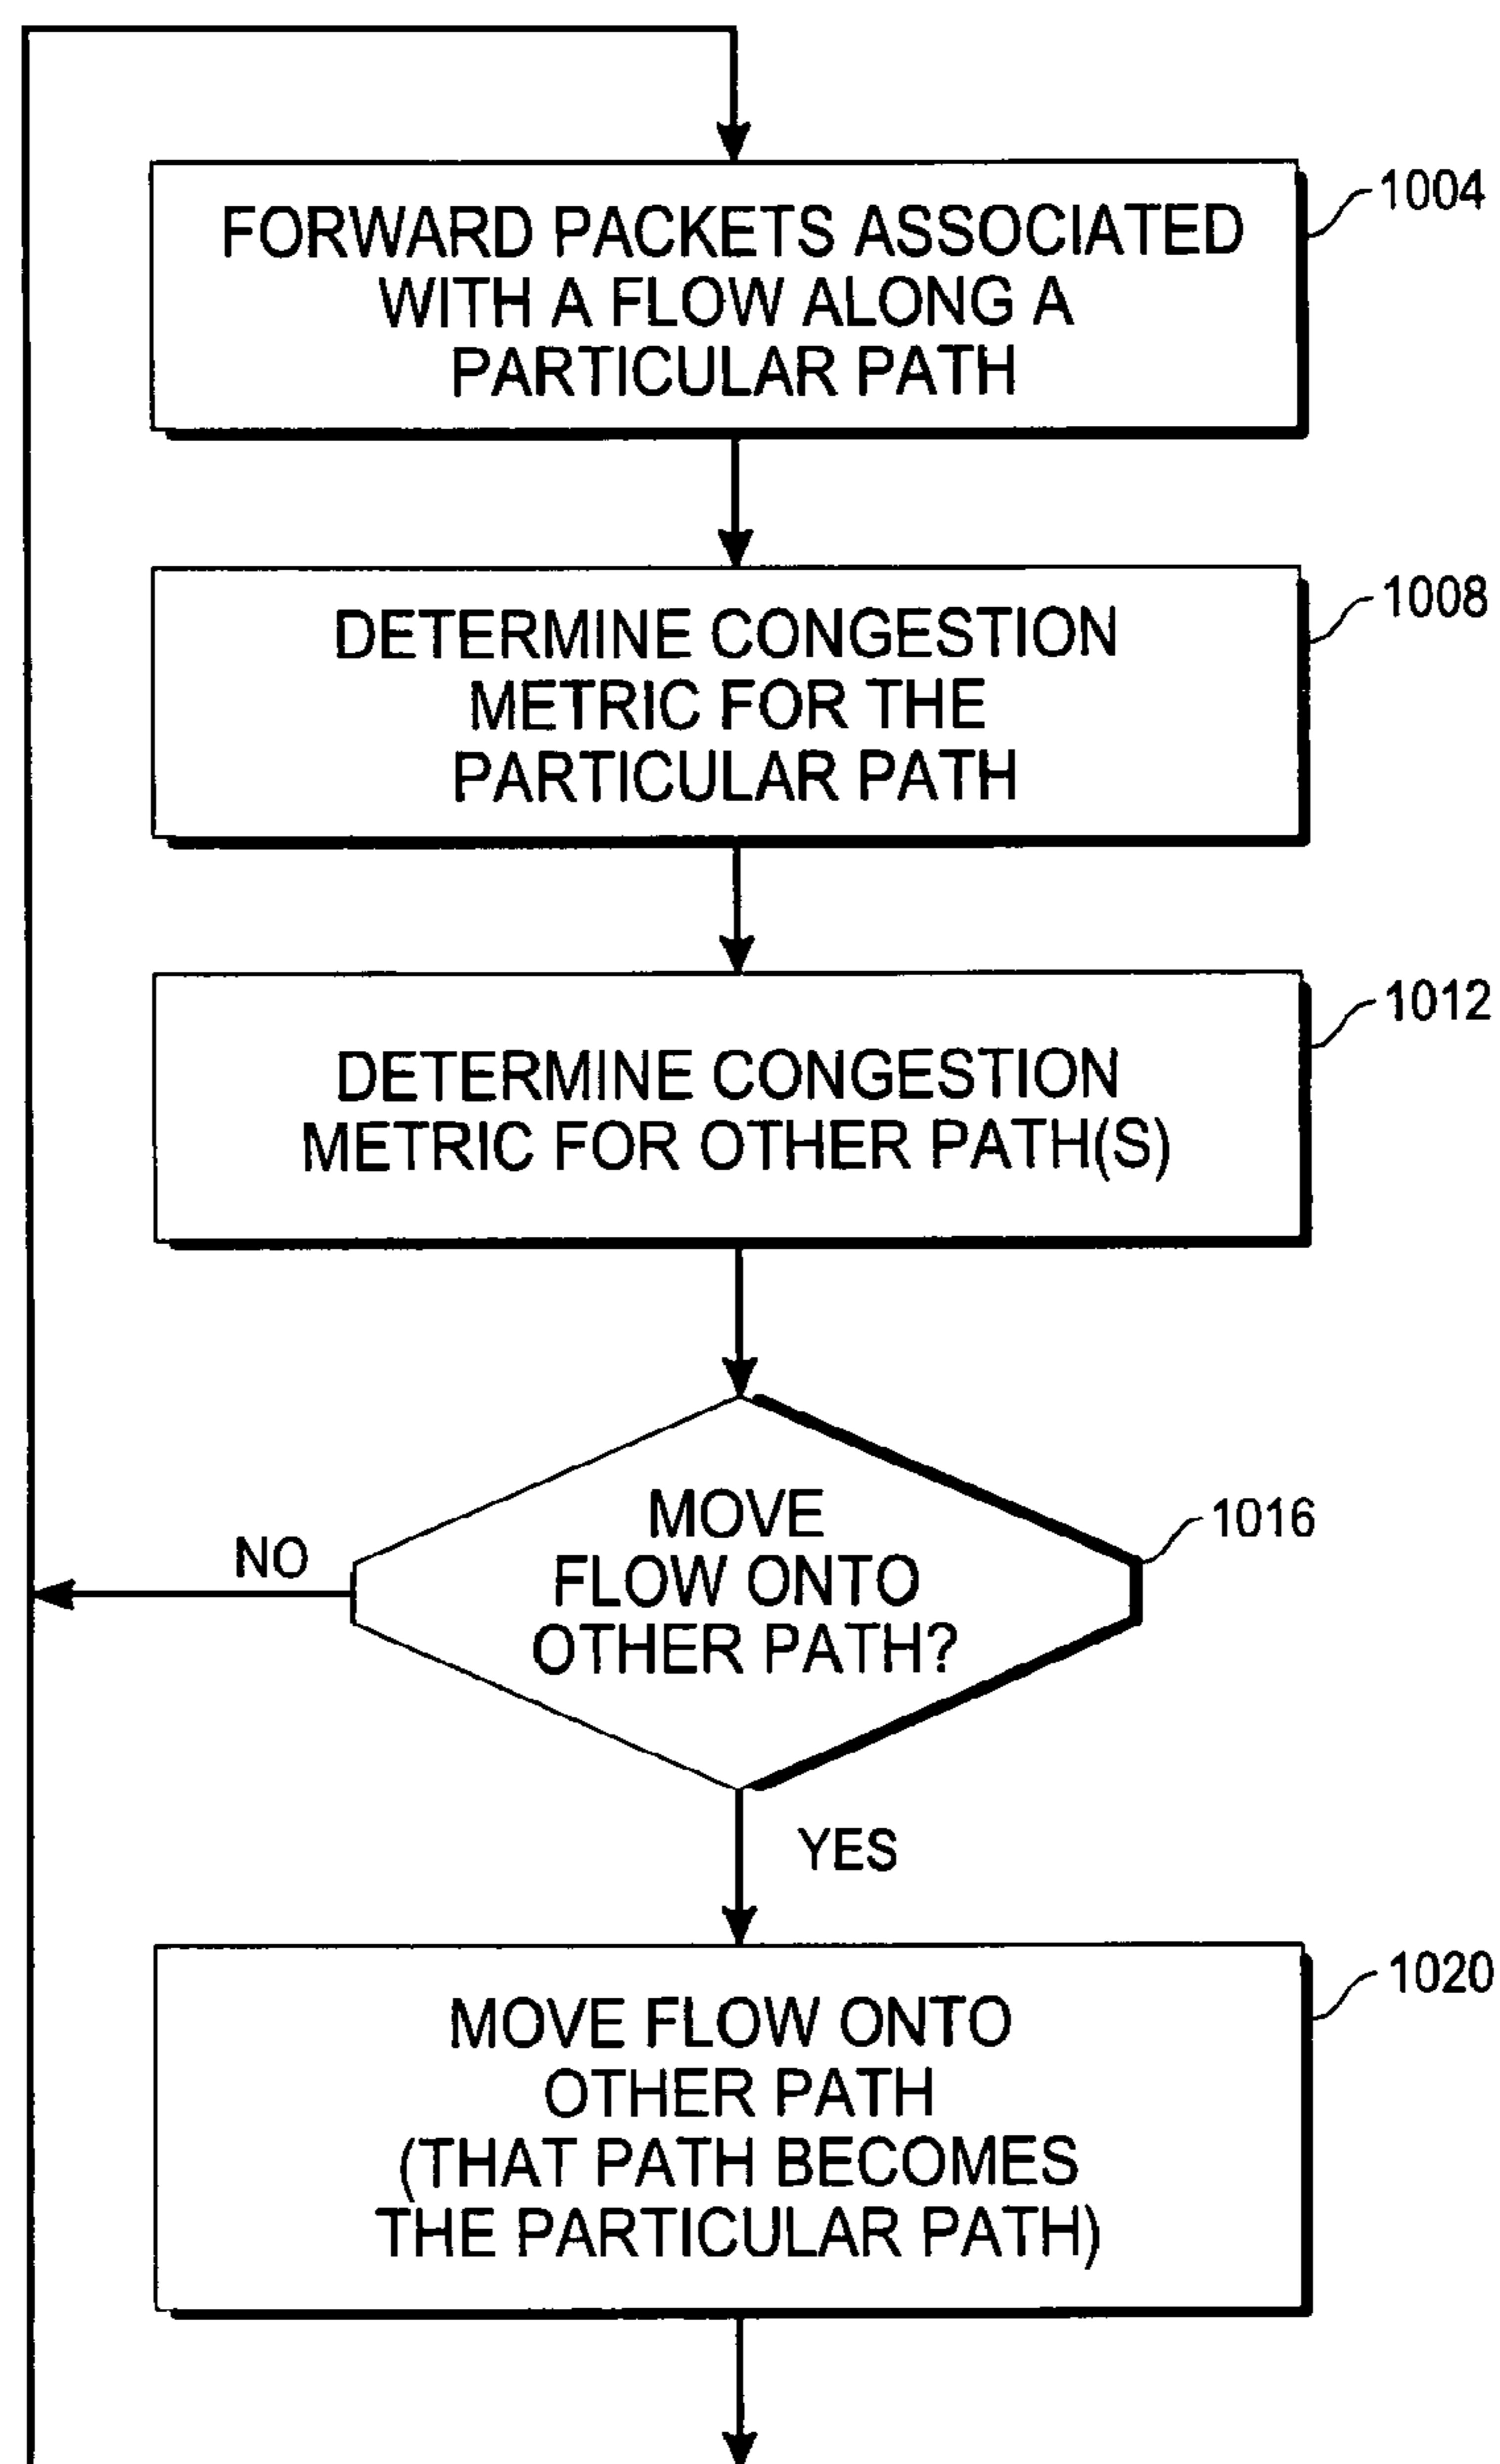 FORWARD PACKETS ASSOCIATED
WITH A FLOW ALONG A
PARTICULAR PATH
1004
DETERMINE CONGESTION
METRIC FOR THE
PARTICULAR PATH
1008
DETERMINE CONGESTION
METRIC FOR OTHER PATH(S)
1012
MOVE
FLOW ONTO
OTHER PATH?
1016
NO
YES
MOVE FLOW ONTO
OTHER PATH
(THAT PATH BECOMES
THE PARTICULAR PATH)
1020